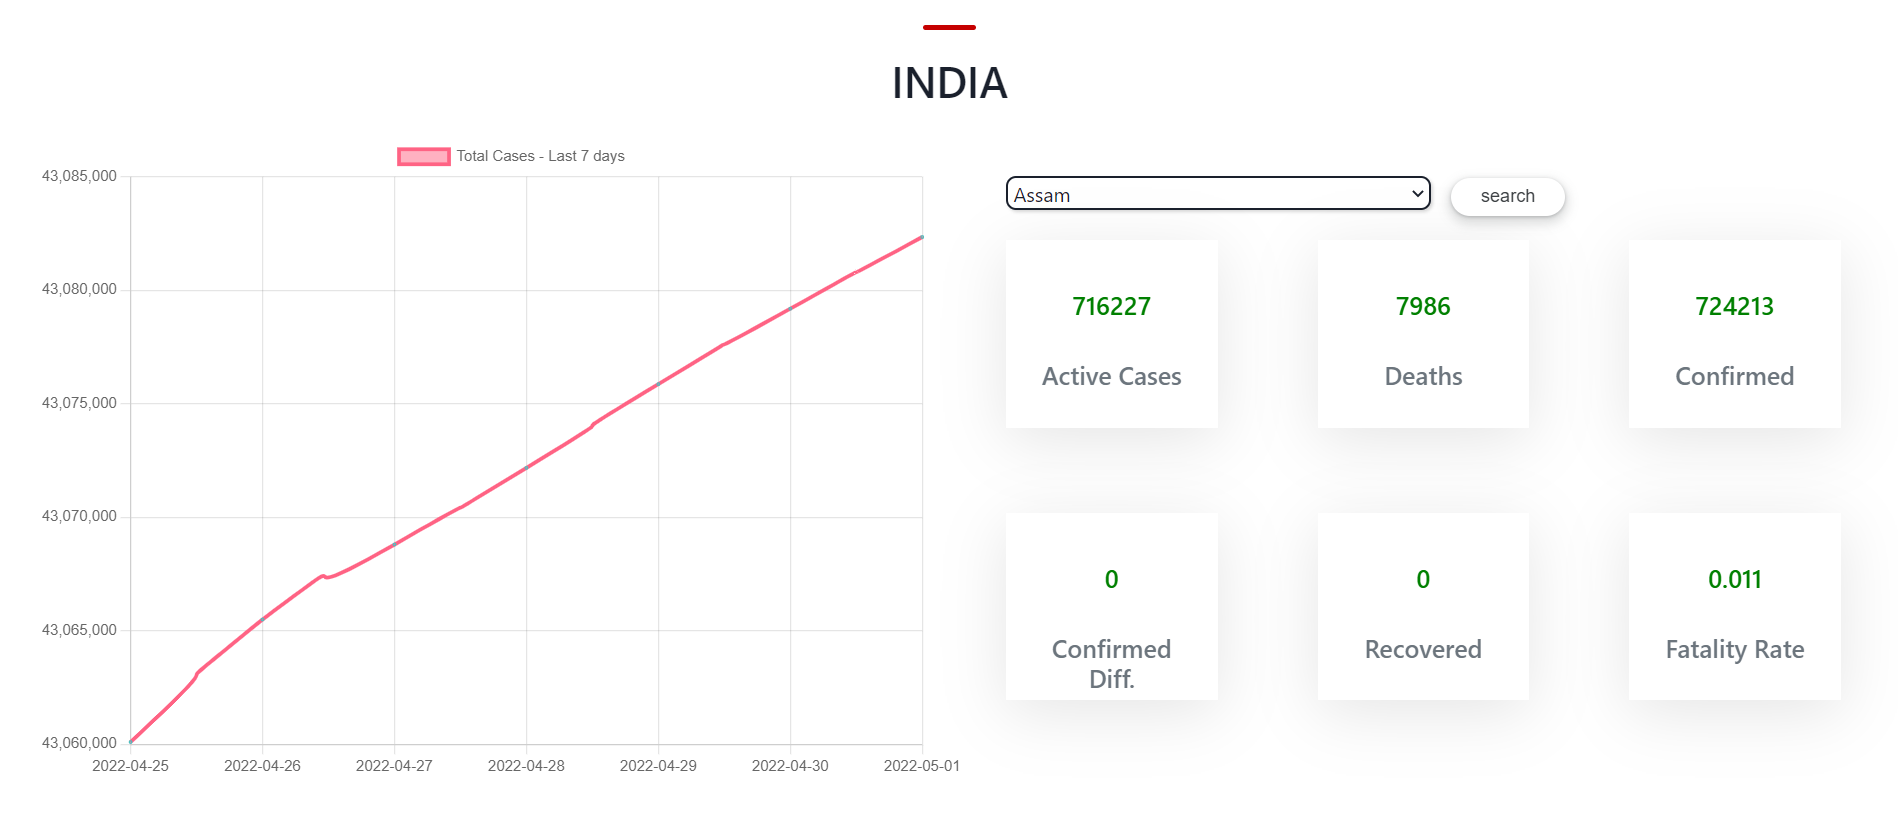 INDIA
Total Cases - Last 7 days
43,085,000
43,080,000
43,075,000
43,070,000
43,065,000
43,060,000
2022-04-25 2022-04-26 2022-04-27 2022-04-28 2022-04-29 2022-04-30 2022-05-01
Assam search
716227 7986 724213
Active Cases Deaths Confirmed
0 0 0.011
Confirmed Recovered Fatality Rate
Diff.